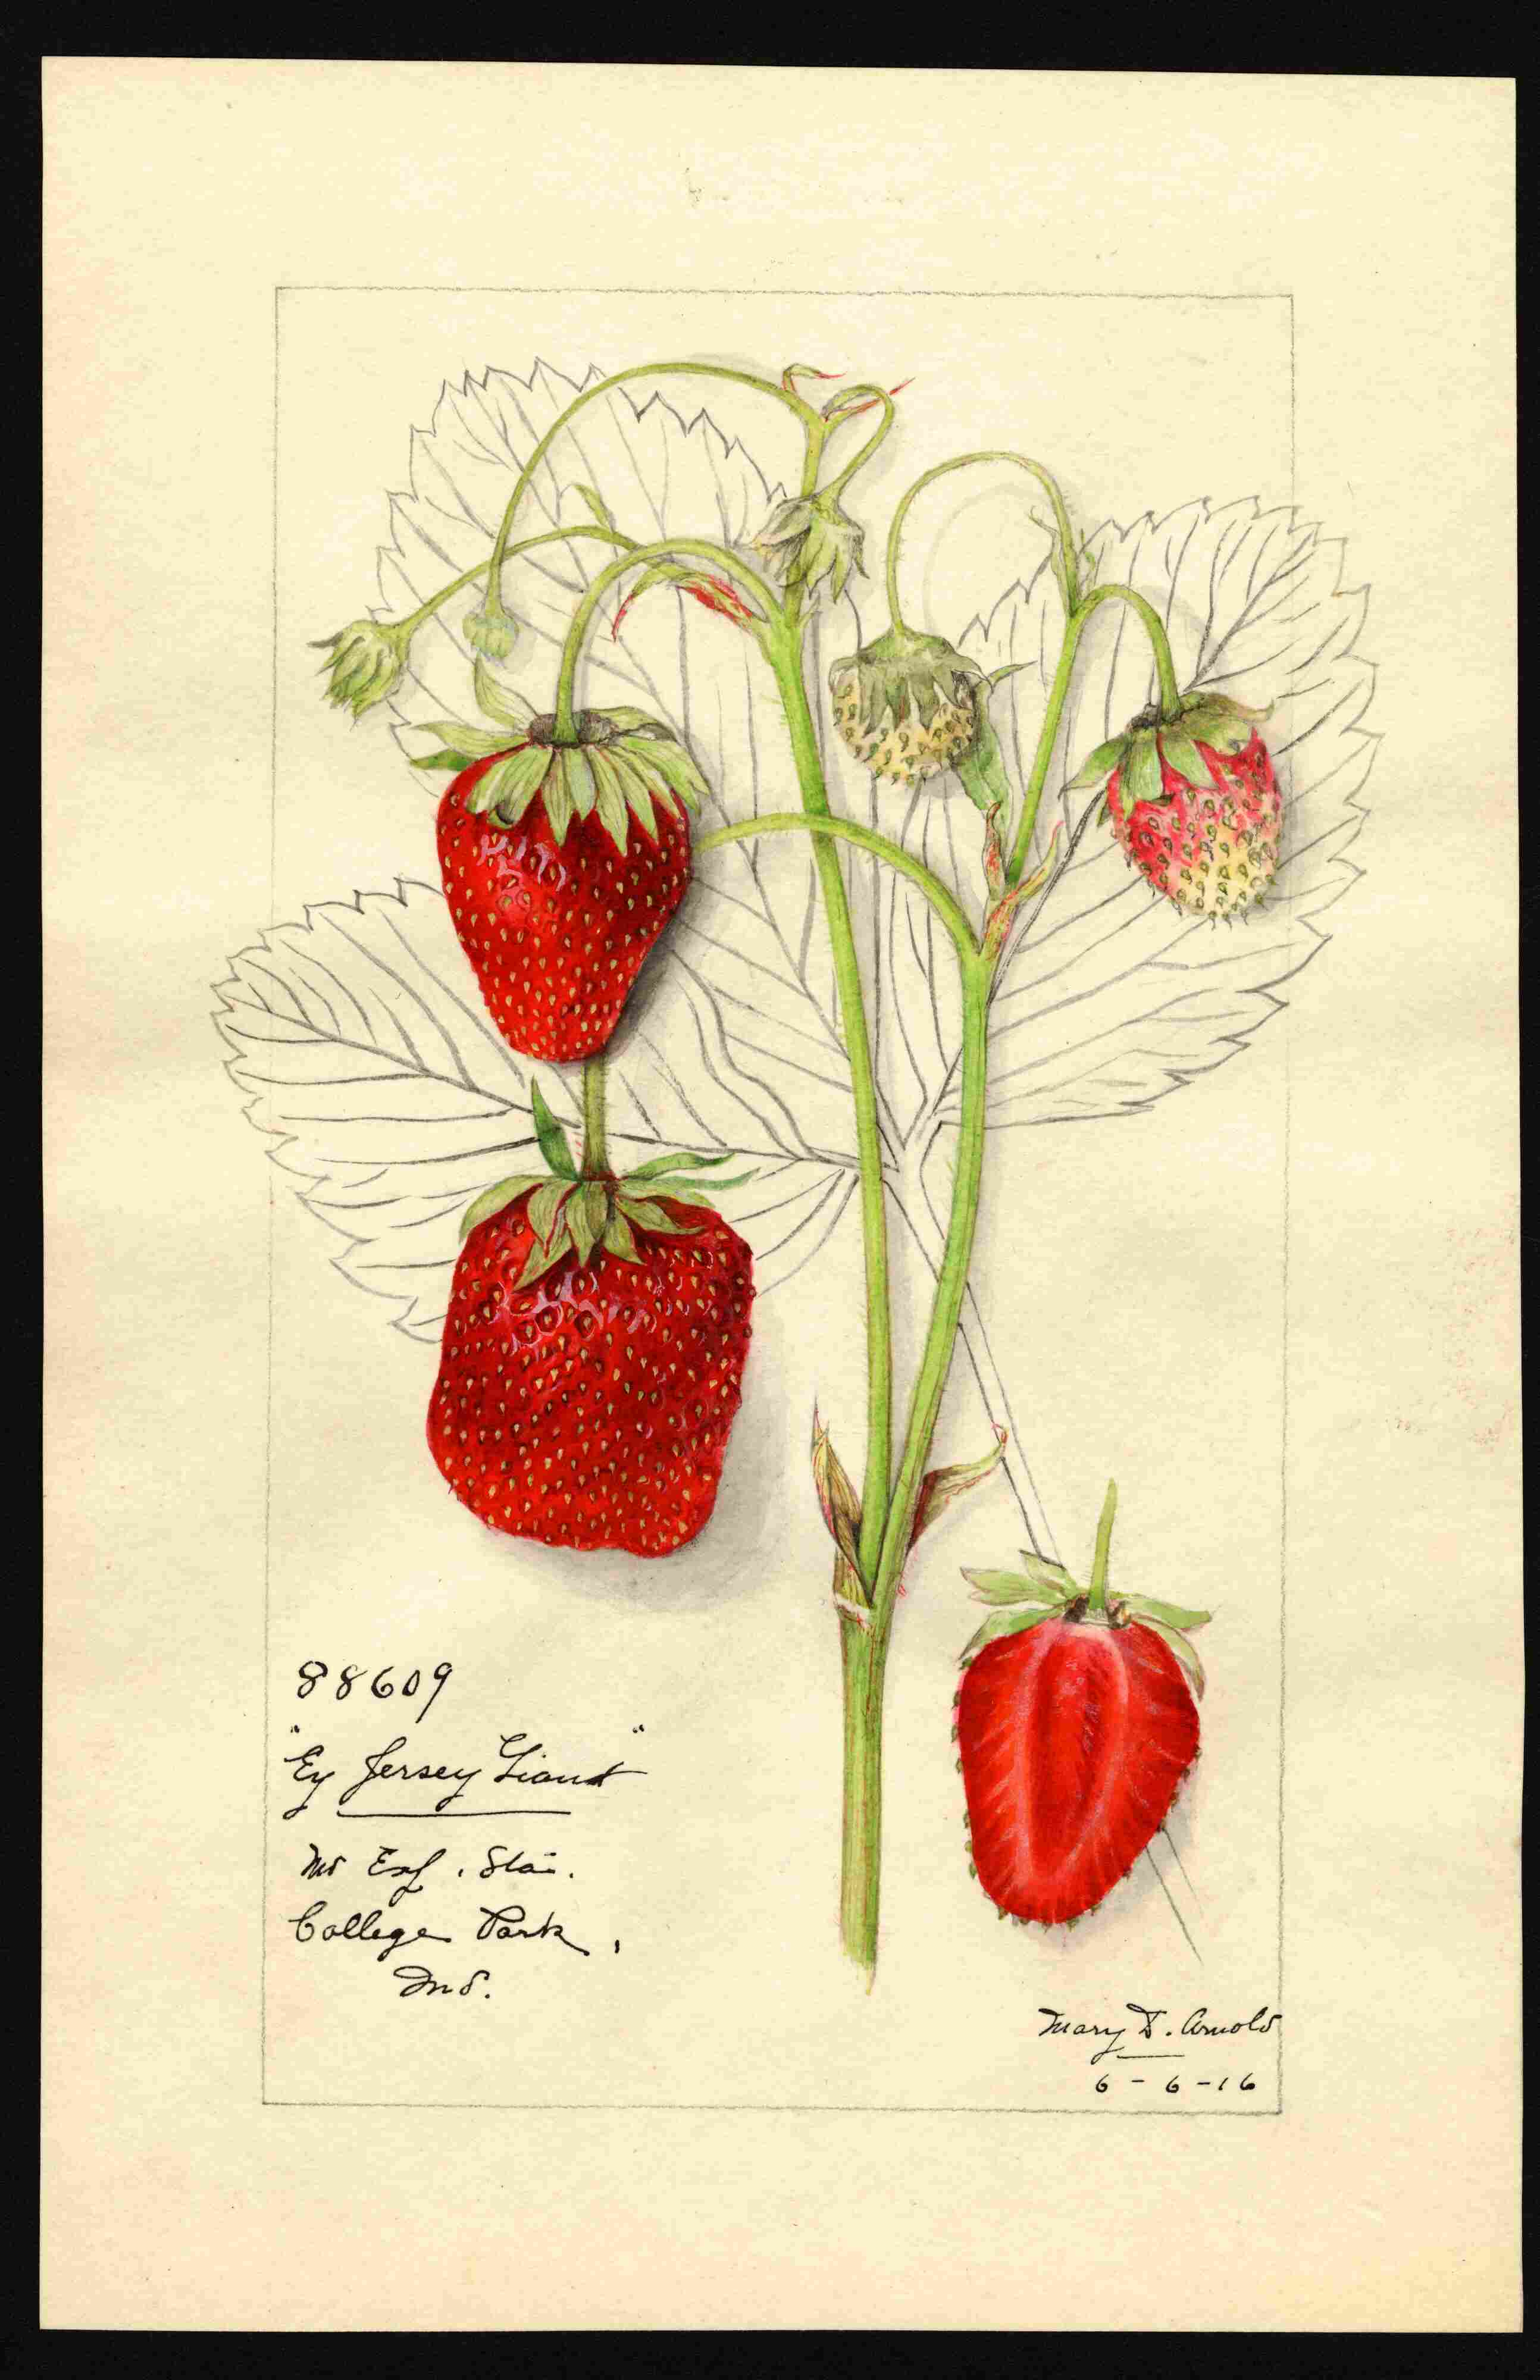 88609
"Ey Jersey Giant"
Md Exp. Sta.
College Park,
Md.
Mary D. Arnold
6-6-16